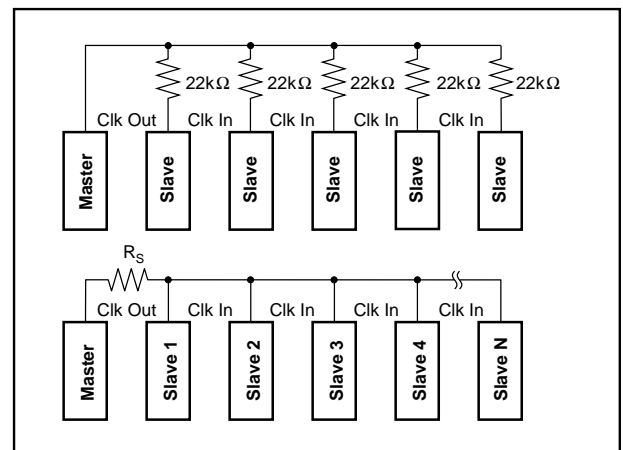 22kΩ 22kΩ 22kΩ 22kΩ 22kΩ
Clk Out Clk In Clk In Clk In Clk In
Master Slave Slave Slave Slave Slave
RS
Clk Out Clk In Clk In Clk In Clk In
Master Slave 1 Slave 2 Slave 3 Slave 4 Slave N